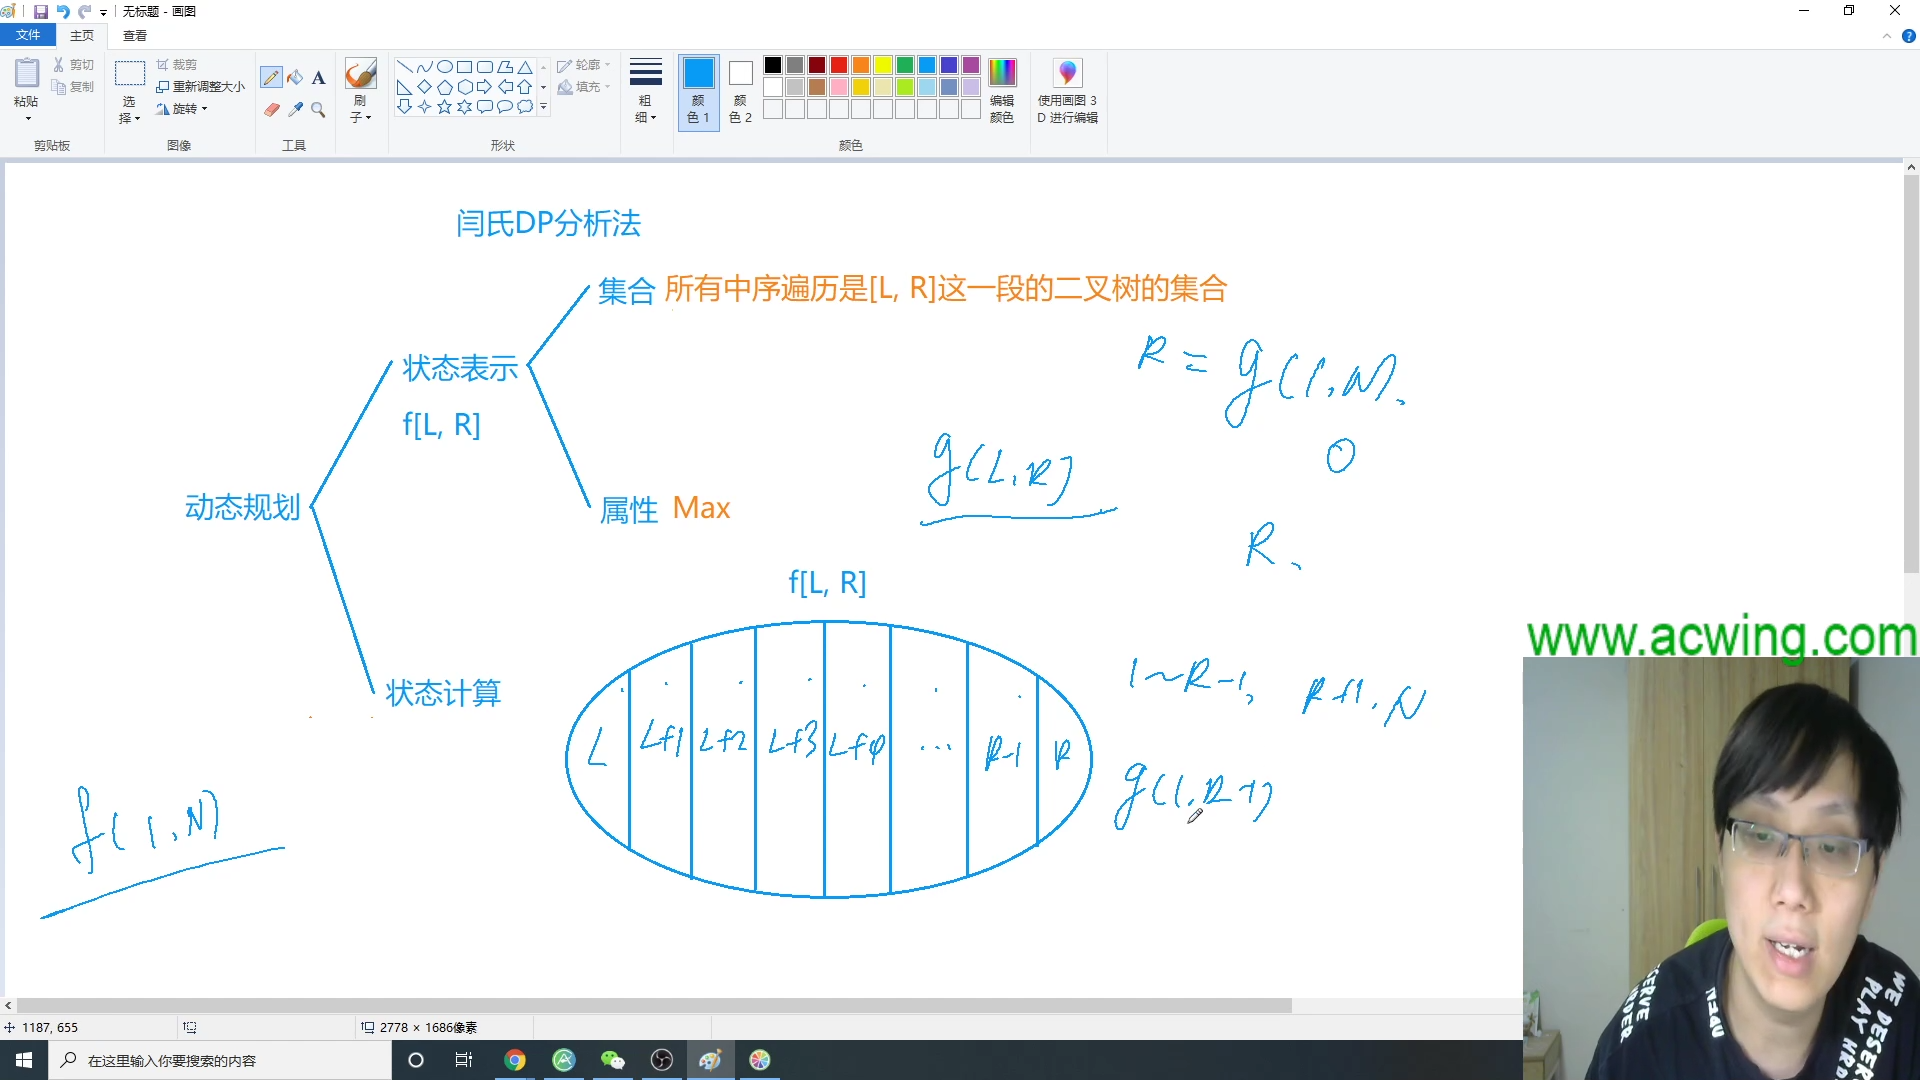 无标题 - 画图
文件 主页 查看
粘贴 剪切 复制 剪贴板
选择 裁剪 重新调整大小 旋转 图像
A 工具
刷子
轮廓 填充 形状
粗细
颜色 1 颜色 2 编辑颜色 颜色
使用画图 3D 进行编辑
闫氏DP分析法
集合 所有中序遍历是[L, R]这一段的二叉树的集合
R = g(1,N).
状态表示
f[L, R]
g(L,R)
0
动态规划
属性 Max
R、
f[L, R]
www.acwing.com
状态计算
1~R-1, R+1,N
L L+1 L+2 L+3 L+4 ... R-1 R
g(1,R-1)
f(1,N)
1187, 655
2778 × 1686像素
在这里输入你要搜索的内容
WE DESERVE